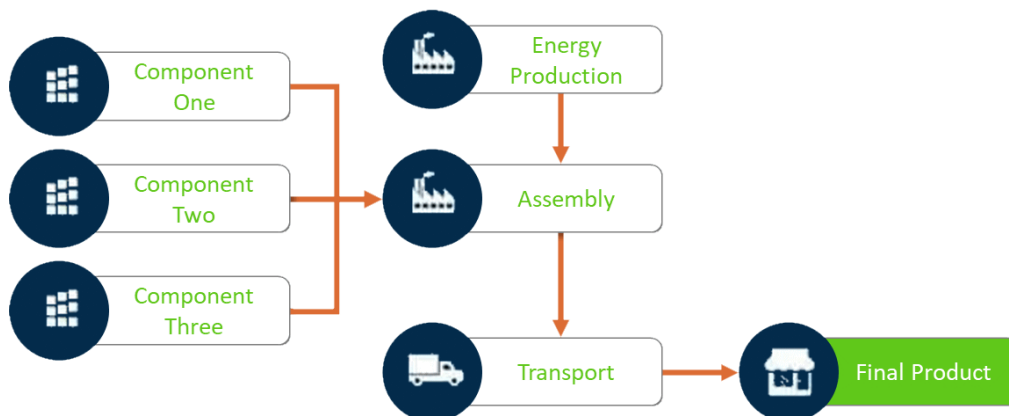 Component
One
Component
Two
Component
Three
Energy
Production
Assembly
Transport
Final Product